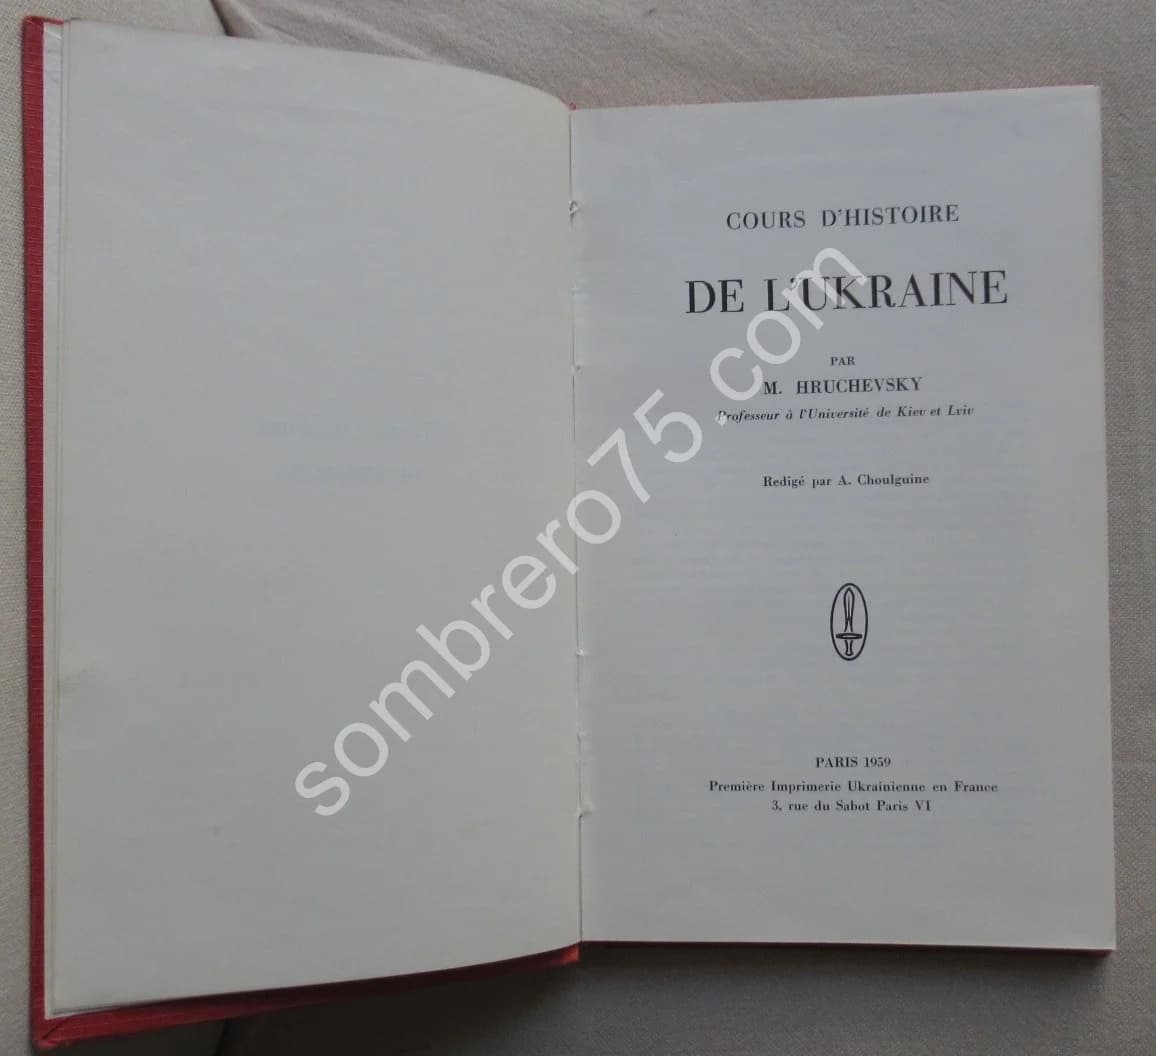 COURS D'HISTOIRE
DE L'UKRAINE
PAR
M. HRUCHEVSKY
Professeur à l'Université de Kiev et Lviv
Redigé par A. Choulguine
PARIS 1959
Première Imprimerie Ukrainienne en France
3, rue du Sabot Paris VI
sombrero75.com